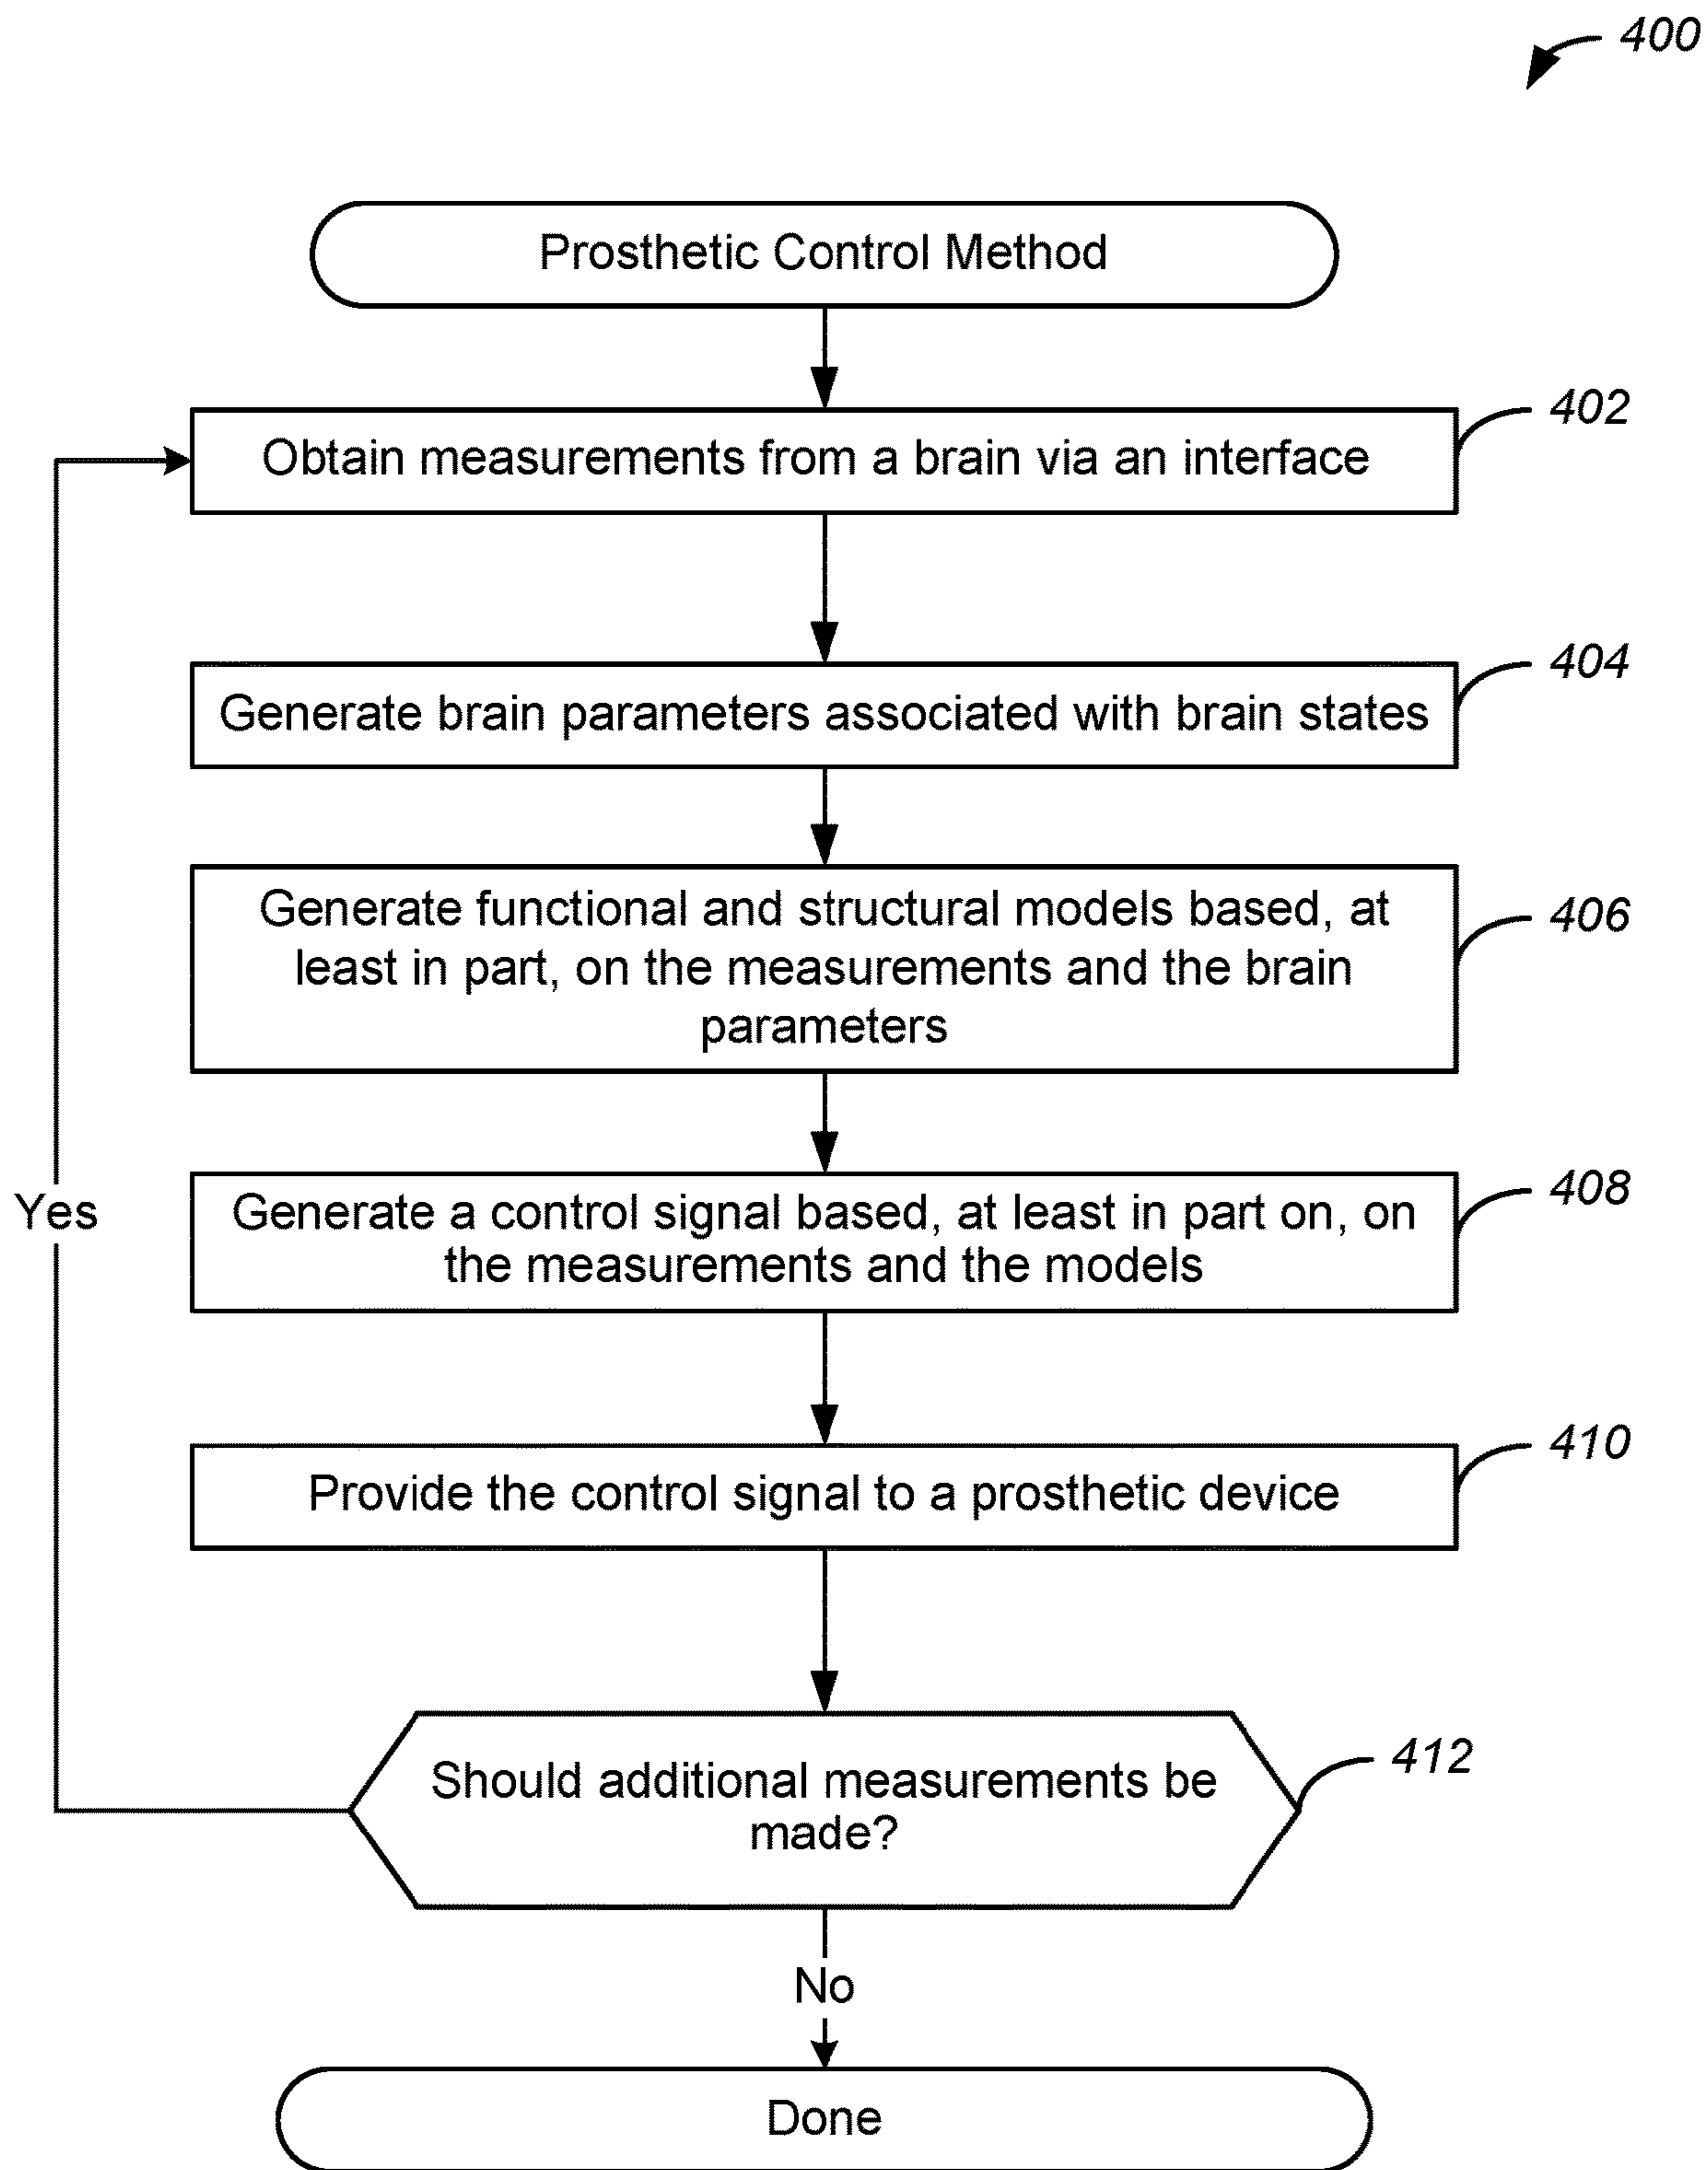 400
Prosthetic Control Method
402
Obtain measurements from a brain via an interface
404
Generate brain parameters associated with brain states
406
Generate functional and structural models based, at
least in part, on the measurements and the brain
parameters
408
Generate a control signal based, at least in part on, on
the measurements and the models
Yes
410
Provide the control signal to a prosthetic device
412
Should additional measurements be
made?
No
Done